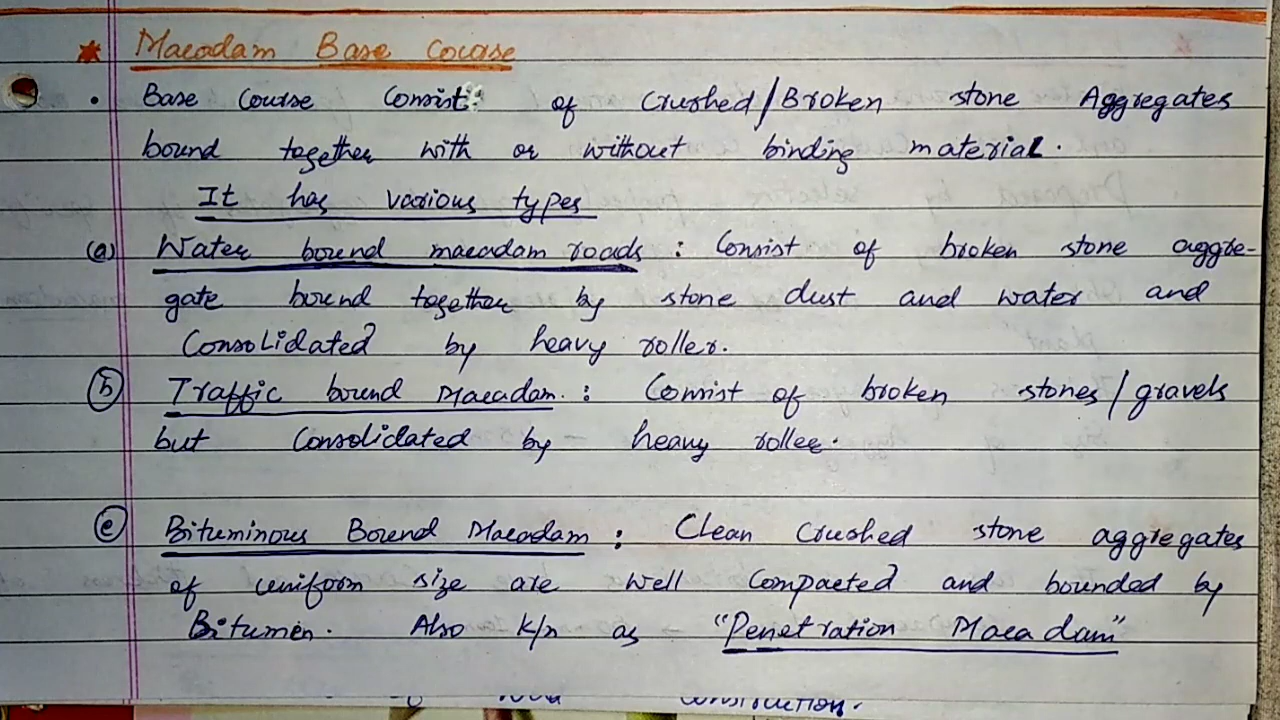 * Macadam Base Course
• Base Course Consist of Crushed/Broken stone Aggregates
bound together with or without binding material.
It has various types
(a) Water bound macadam roads : Consist of broken stone aggre-
gate bound together by stone dust and water and
Consolidated by heavy roller.
(b) Traffic bound Macadam. : Consist of broken stones/gravels
but Consolidated by heavy roller.
(c) Bituminous Bound Macadam : Clean Crushed stone aggregates
of uniform size are well Compacted and bounded by
Bitumen. Also k/n as "Penetration Macadam"
construction.